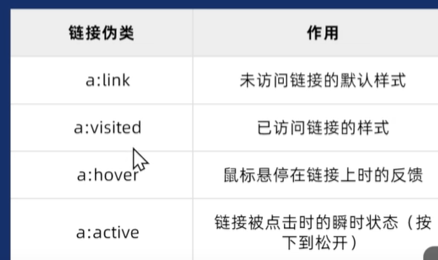 链接伪类 作用
a:link 未访问链接的默认样式
a:visited 已访问链接的样式
a:hover 鼠标悬停在链接上时的反馈
a:active 链接被点击时的瞬时状态（按
下到松开）